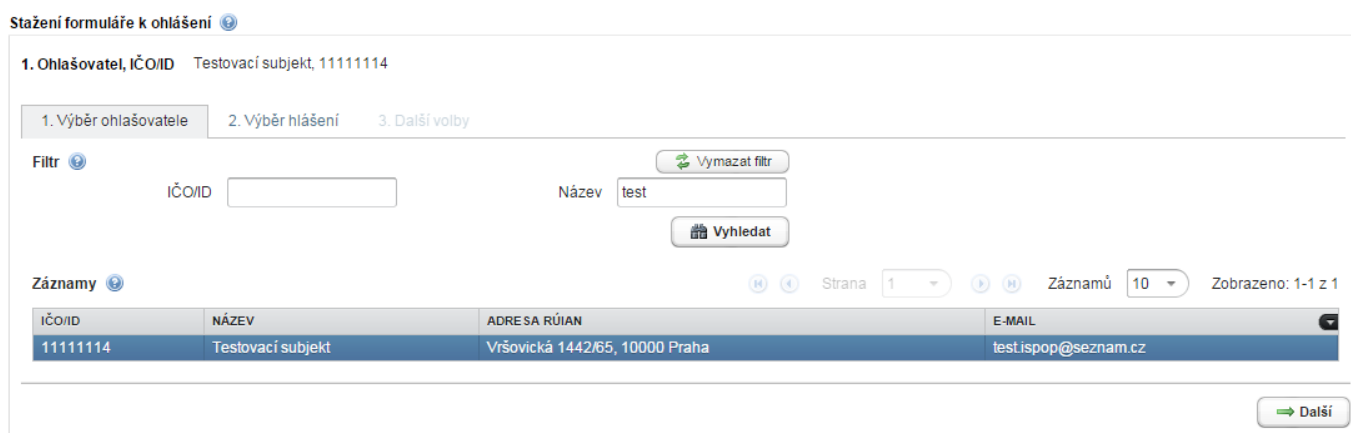 Stažení formuláře k ohlášení
1. Ohlašovatel, IČO/ID Testovací subjekt, 11111114
1. Výběr ohlašovatele 2. Výběr hlášení 3. Další volby
Filtr Vymazat filtr
IČO/ID Název test
Vyhledat
Záznamy Strana 1 Záznamů 10 Zobrazeno: 1-1 z 1
IČO/ID NÁZEV ADRESA RÚIAN E-MAIL
11111114 Testovací subjekt Vršovická 1442/65, 10000 Praha test.ispop@seznam.cz
Další